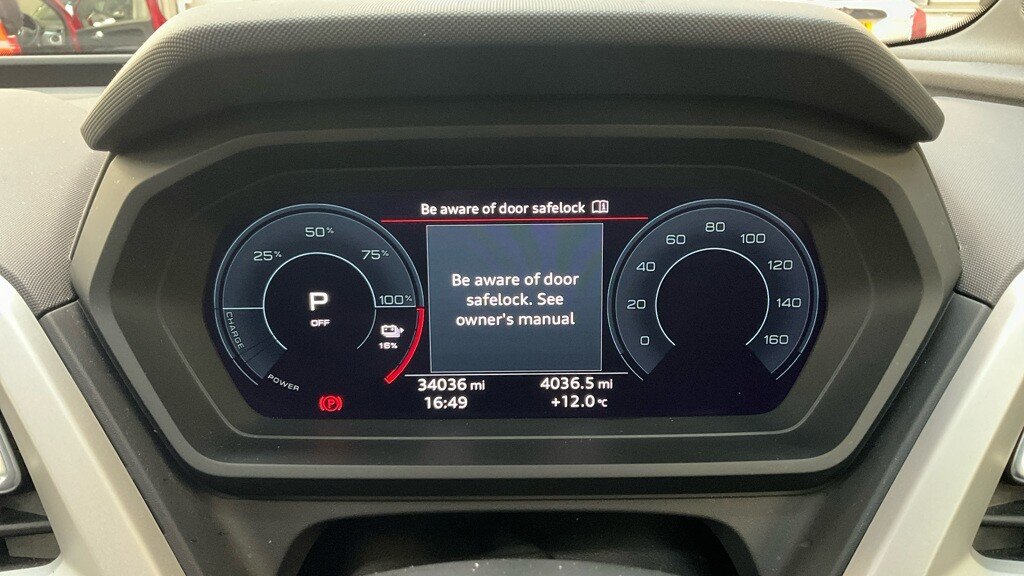 Be aware of door safelock
Be aware of door
safelock. See
owner's manual
25%
50%
75%
100%
P
OFF
CHARGE
POWER
16%
(P)
0
20
40
60
80
100
120
140
160
34036 mi
4036.5 mi
16:49
+12.0 °C